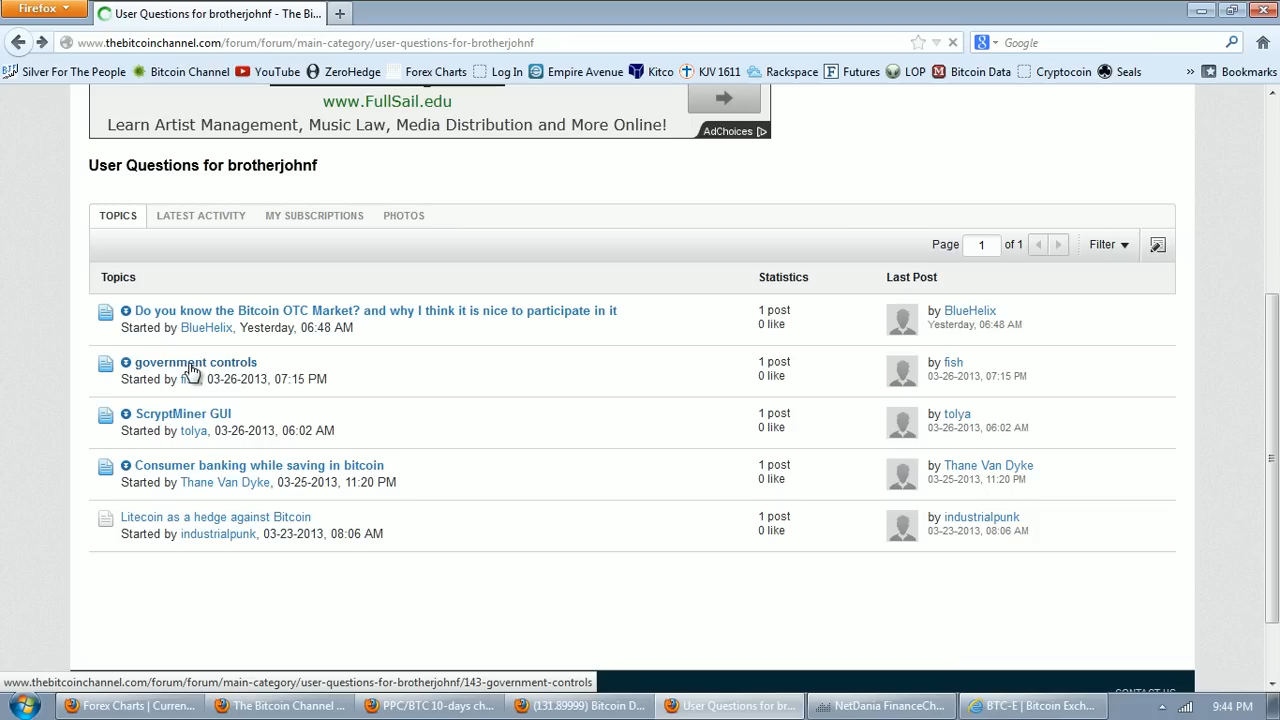 Firefox
User Questions for brotherjohnf - The Bi...
www.thebitcoinchannel.com/forum/forum/main-category/user-questions-for-brotherjohnf
Google
Silver For The People Bitcoin Channel YouTube ZeroHedge Forex Charts Log In Empire Avenue Kitco KJV 1611 Rackspace Futures LOP Bitcoin Data Cryptocoin Seals » Bookmarks
www.FullSail.edu
Learn Artist Management, Music Law, Media Distribution and More Online!
AdChoices
User Questions for brotherjohnf
TOPICS LATEST ACTIVITY MY SUBSCRIPTIONS PHOTOS
Page 1 of 1 Filter
Topics Statistics Last Post
Do you know the Bitcoin OTC Market? and why I think it is nice to participate in it 1 post by BlueHelix
Started by BlueHelix, Yesterday, 06:48 AM 0 like Yesterday, 06:48 AM
government controls 1 post by fish
Started by 03-26-2013, 07:15 PM 0 like 03-26-2013, 07:15 PM
ScryptMiner GUI 1 post by tolya
Started by tolya, 03-26-2013, 06:02 AM 0 like 03-26-2013, 06:02 AM
Consumer banking while saving in bitcoin 1 post by Thane Van Dyke
Started by Thane Van Dyke, 03-25-2013, 11:20 PM 0 like 03-25-2013, 11:20 PM
Litecoin as a hedge against Bitcoin 1 post by industrialpunk
Started by industrialpunk, 03-23-2013, 08:06 AM 0 like 03-23-2013, 08:06 AM
www.thebitcoinchannel.com/forum/forum/main-category/user-questions-for-brotherjohnf/143-government-controls
CONTACT US
Forex Charts | Curren... The Bitcoin Channel ... PPC/BTC 10-days ch... (131.89999) Bitcoin D... User Questions for br... NetDania FinanceCh... BTC-E | Bitcoin Exch... 9:44 PM